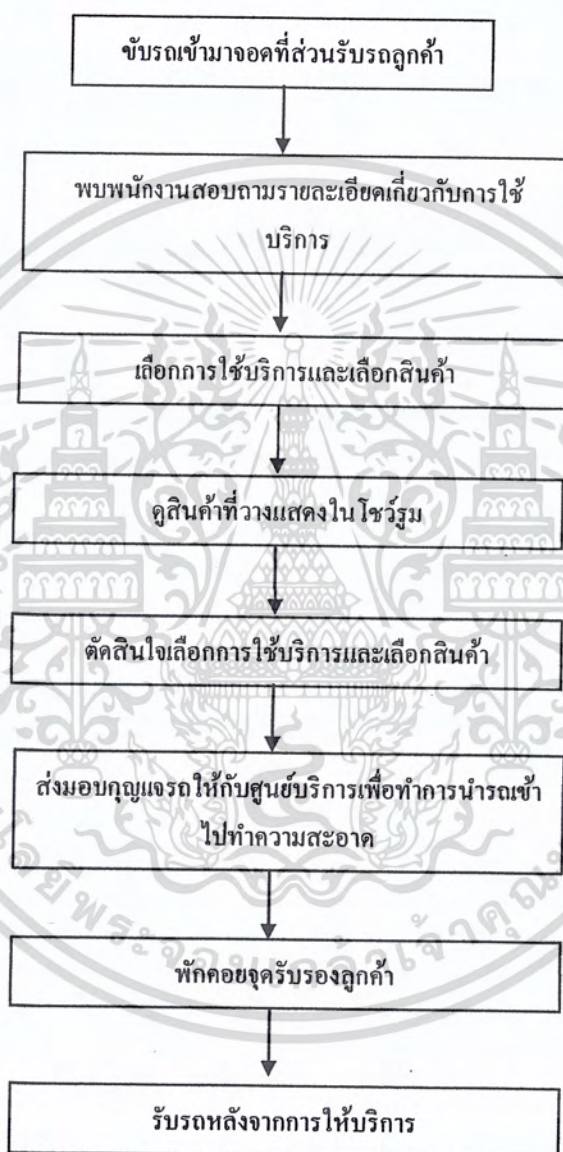 ขับรถเข้ามาจอดที่ส่วนรับรถลูกค้า
พบพนักงานสอบถามรายละเอียดเกี่ยวกับการใช้
บริการ
เลือกการใช้บริการและเลือกสินค้า
ดูสินค้าที่วางแสดงในโชว์รูม
ตัดสินใจเลือกการใช้บริการและเลือกสินค้า
ส่งมอบกุญแจรถให้กับศูนย์บริการเพื่อทำการนำรถเข้า
ไปทำความสะอาด
พักคอยจุดรับรองลูกค้า
รับรถหลังจากการให้บริการ